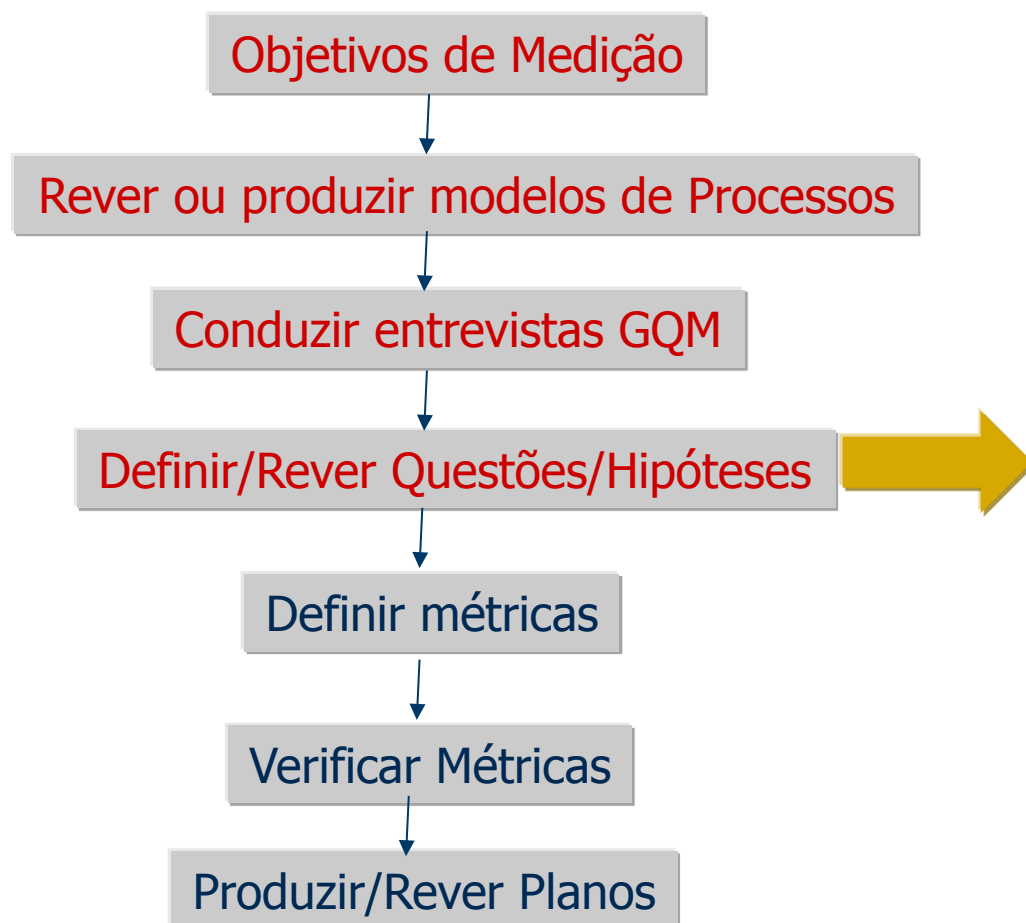 Objetivos de Medição
Rever ou produzir modelos de Processos
Conduzir entrevistas GQM
Definir/Rever Questões/Hipóteses
Definir métricas
Verificar Métricas
Produzir/Rever Planos